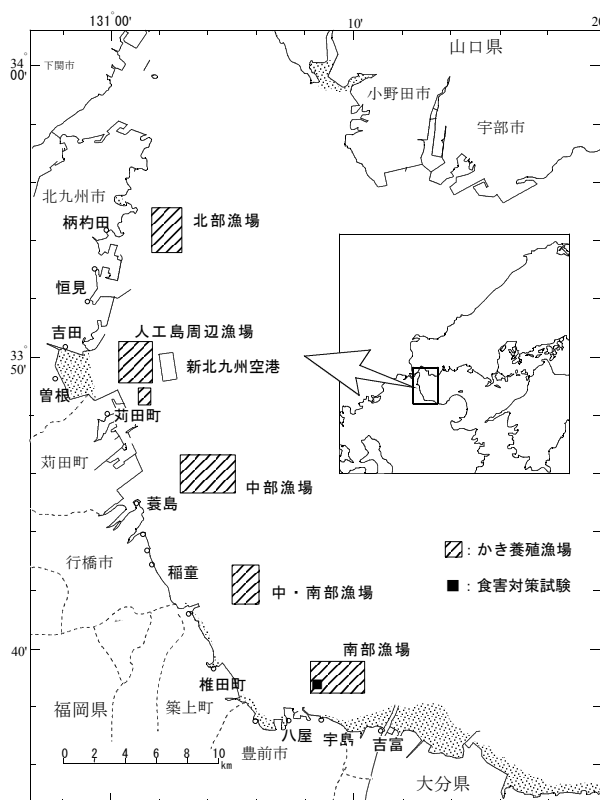 131°00'
10'
20
34
00'
下関市
山口県
小野田市
宇部市
北九州市
柄杓田
北部漁場
恒見
吉田
人工島周辺漁場
33
50'
新北九州空港
曽根
苅田町
苅田町
中部漁場
蓑島
：かき養殖漁場
行橋市
稲童
：食害対策試験
中・南部漁場
40'
南部漁場
椎田町
福岡県
築上町
八屋
宇島
吉富
豊前市
0 2 4 6 8 10
km
大分県